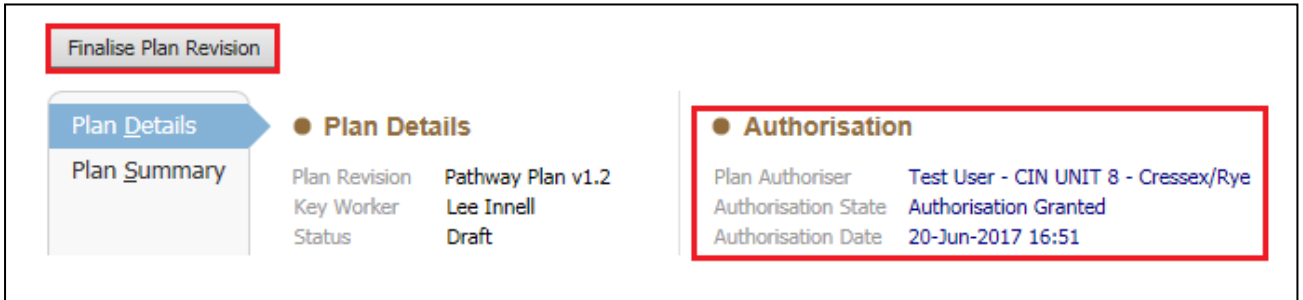 Finalise Plan Revision
Plan Details
Plan Summary
Plan Details
Plan Revision Pathway Plan v1.2
Key Worker Lee Innell
Status Draft
Authorisation
Plan Authoriser Test User - CIN UNIT 8 - Cressex/Rye
Authorisation State Authorisation Granted
Authorisation Date 20-Jun-2017 16:51